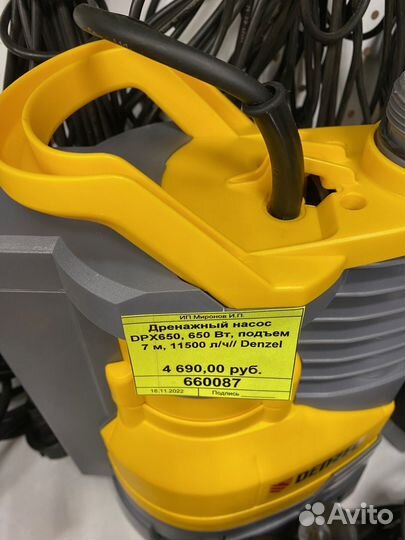 ИП Миронов И.П.
Дренажный насос
DPX650, 650 Вт, подъем
7 м, 11500 л/ч// Denzel
4 690,00 руб.
660087
18.11.2022
Подпись
DENZEL
Avito